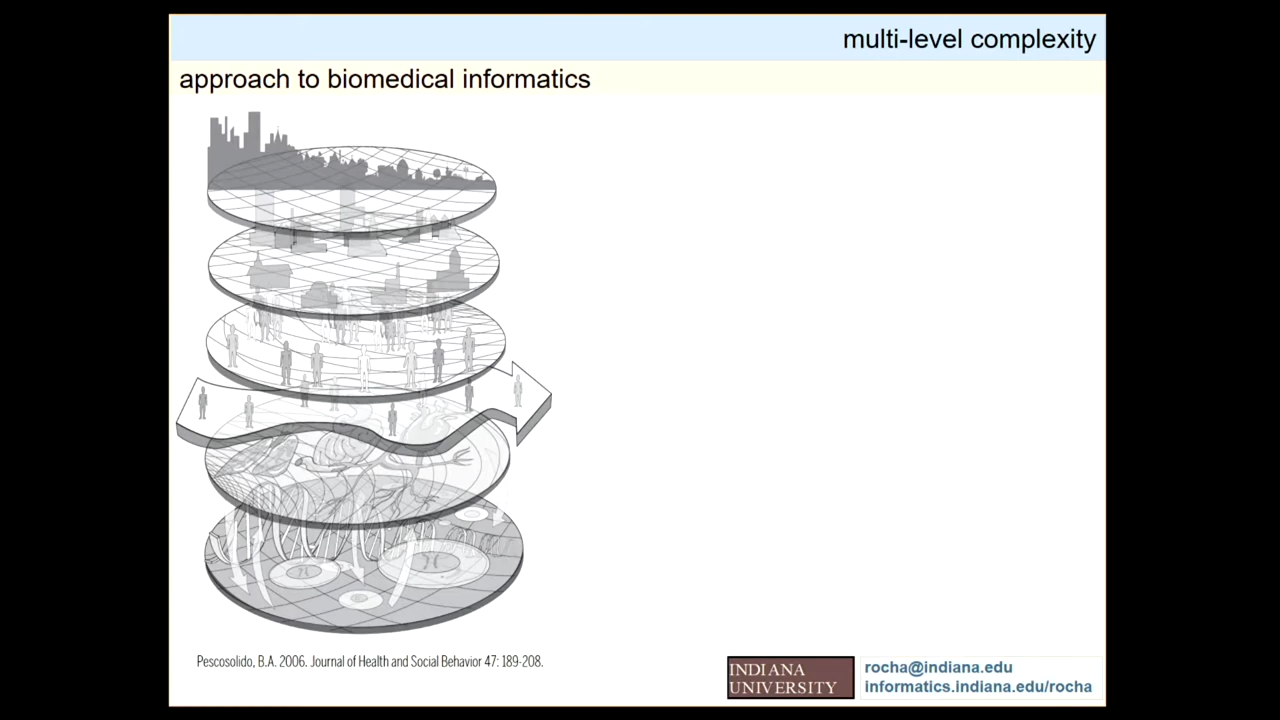 multi-level complexity
approach to biomedical informatics
Pescosolido, B.A. 2006. Journal of Health and Social Behavior 47: 189-208.
INDIANA
UNIVERSITY
rocha@indiana.edu
informatics.indiana.edu/rocha